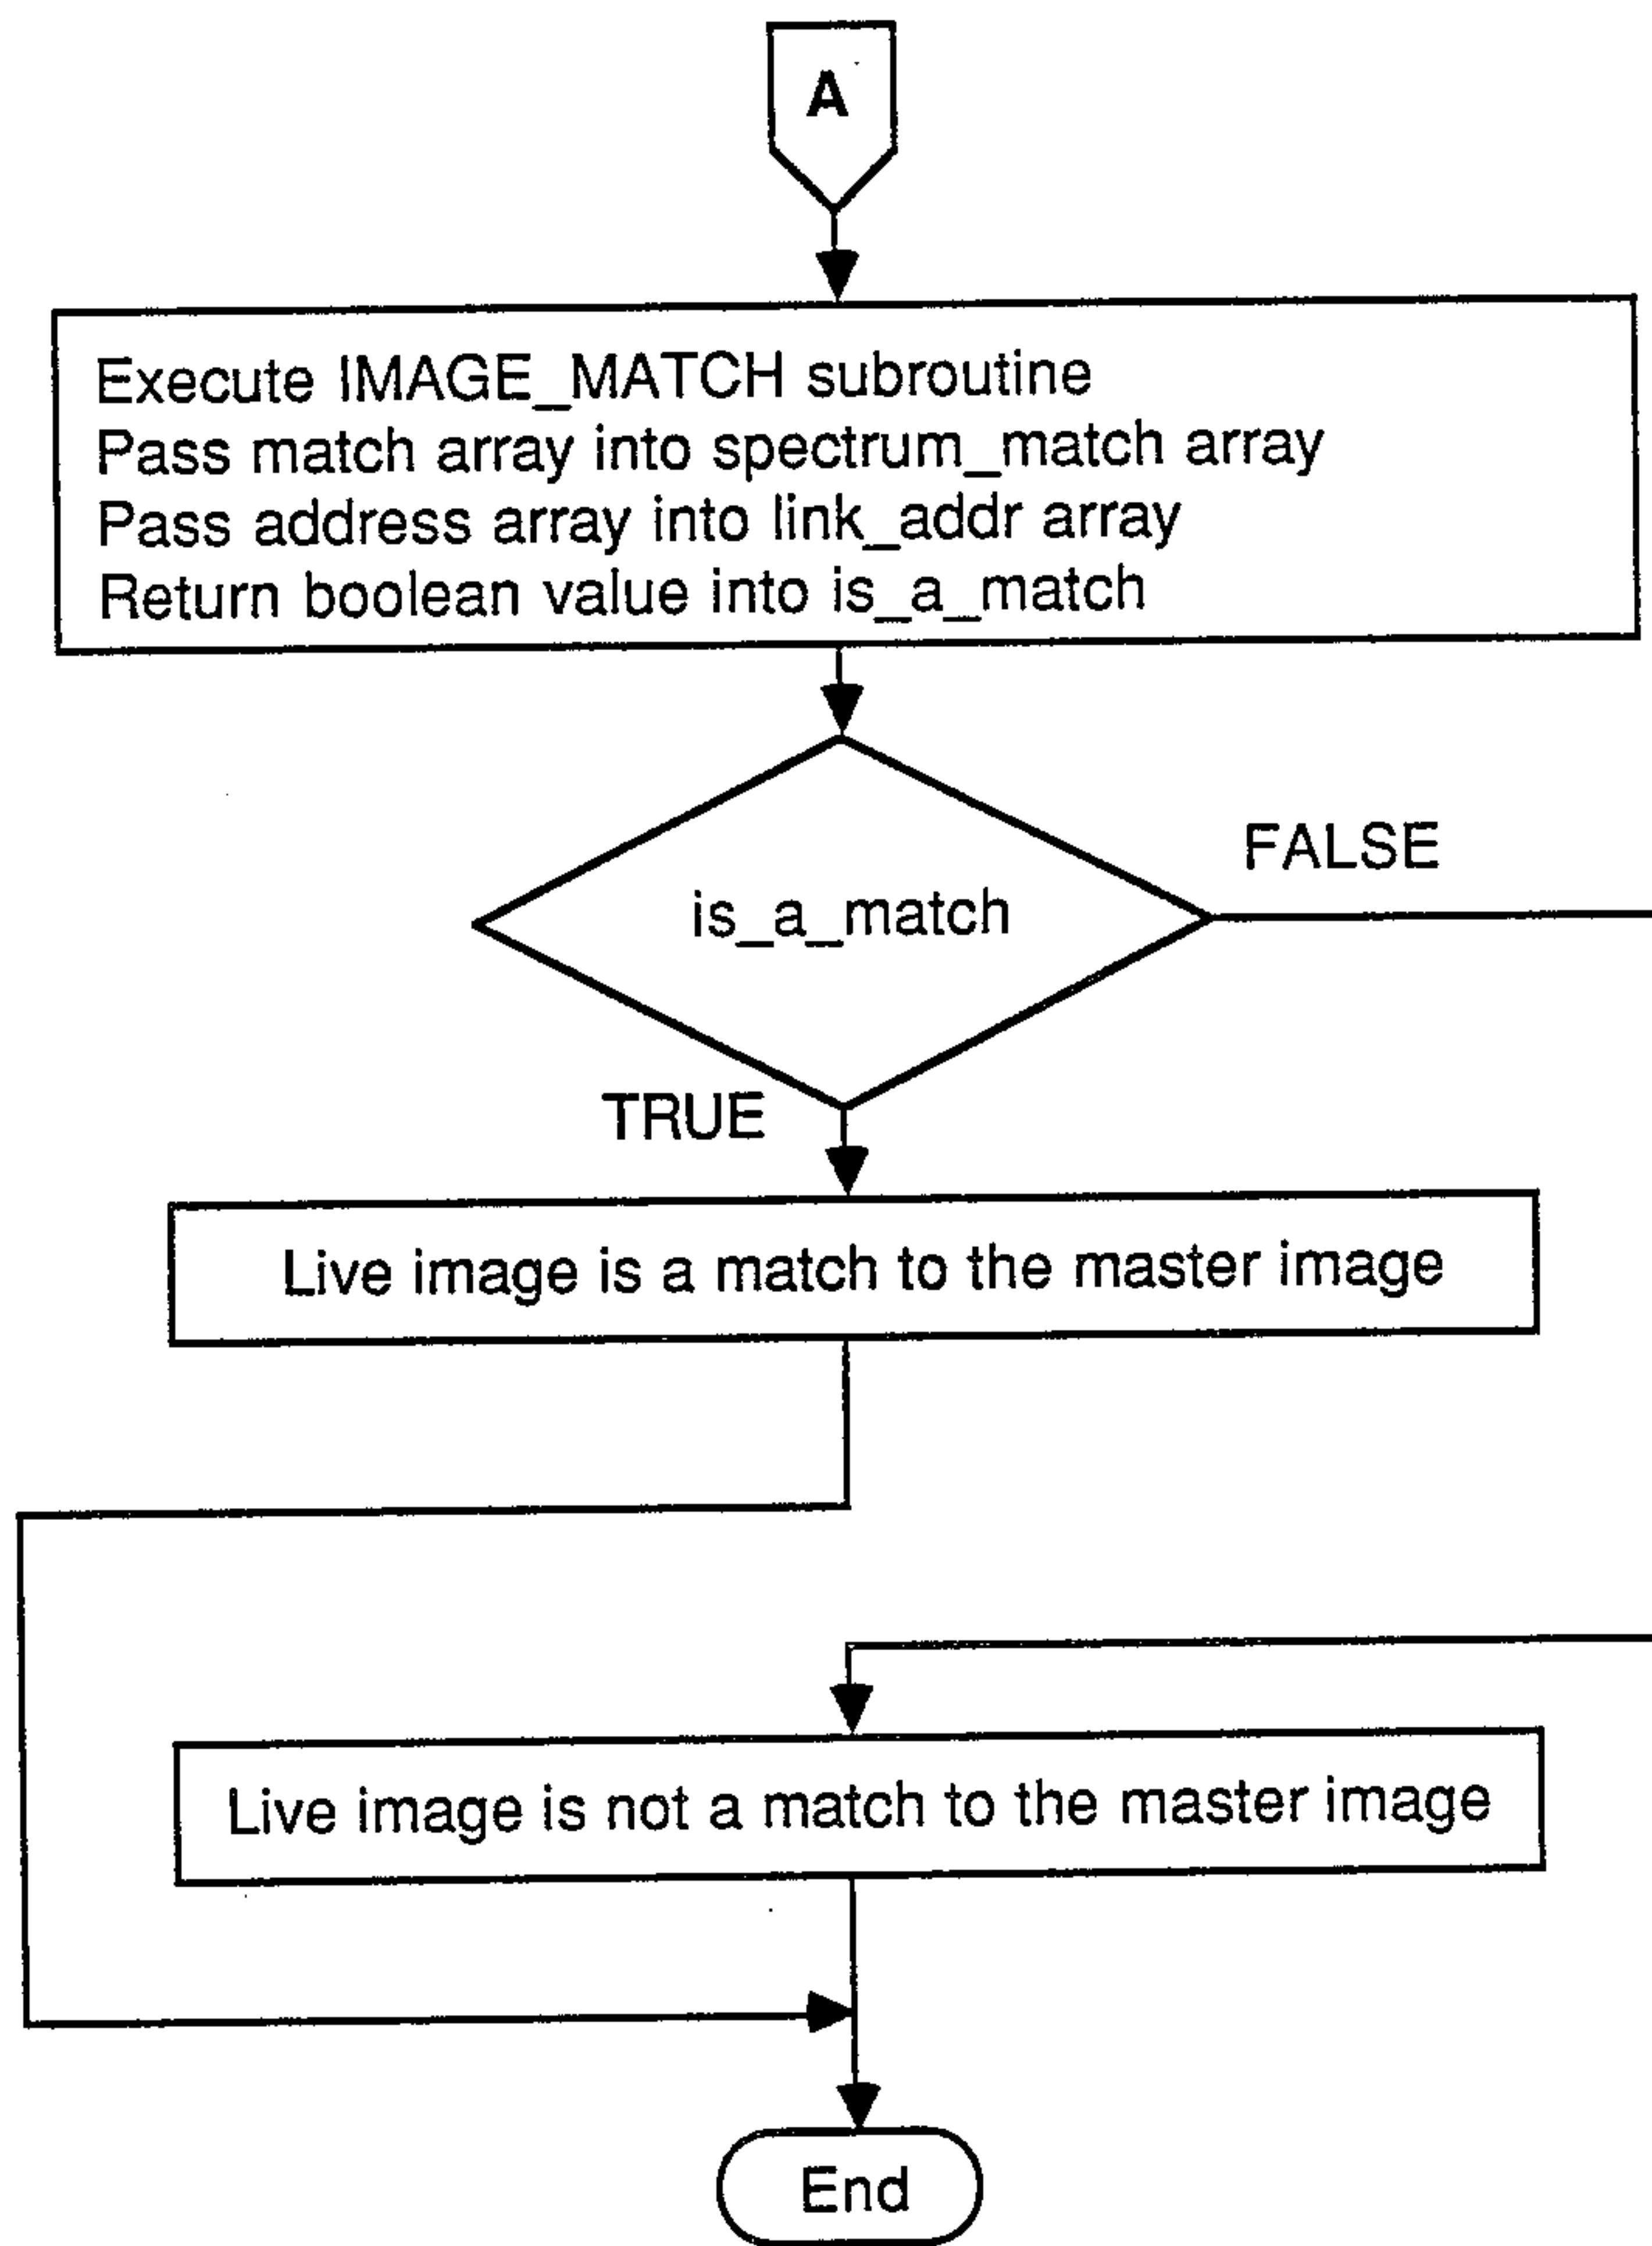 A
Execute IMAGE_MATCH subroutine
Pass match array into spectrum_match array
Pass address array into link_addr array
Return boolean value into is_a_match
is_a_match
FALSE
TRUE
Live image is a match to the master image
Live image is not a match to the master image
End